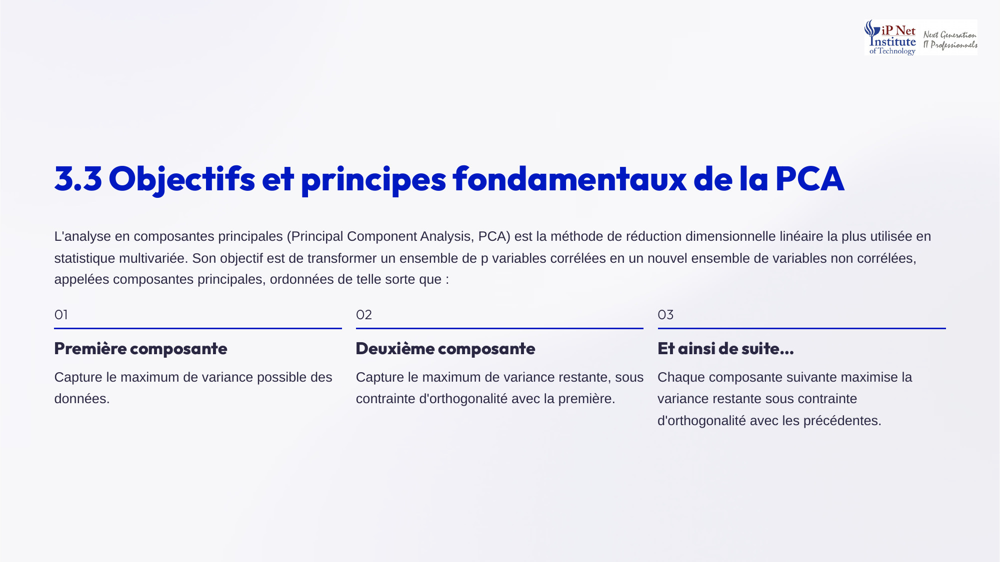 iP Net
Institute
of Technology
Next Generation
IT Professionnels
3.3 Objectifs et principes fondamentaux de la PCA
L'analyse en composantes principales (Principal Component Analysis, PCA) est la méthode de réduction dimensionnelle linéaire la plus utilisée en
statistique multivariée. Son objectif est de transformer un ensemble de p variables corrélées en un nouvel ensemble de variables non corrélées,
appelées composantes principales, ordonnées de telle sorte que :
01
Première composante
Capture le maximum de variance possible des
données.
02
Deuxième composante
Capture le maximum de variance restante, sous
contrainte d'orthogonalité avec la première.
03
Et ainsi de suite...
Chaque composante suivante maximise la
variance restante sous contrainte
d'orthogonalité avec les précédentes.